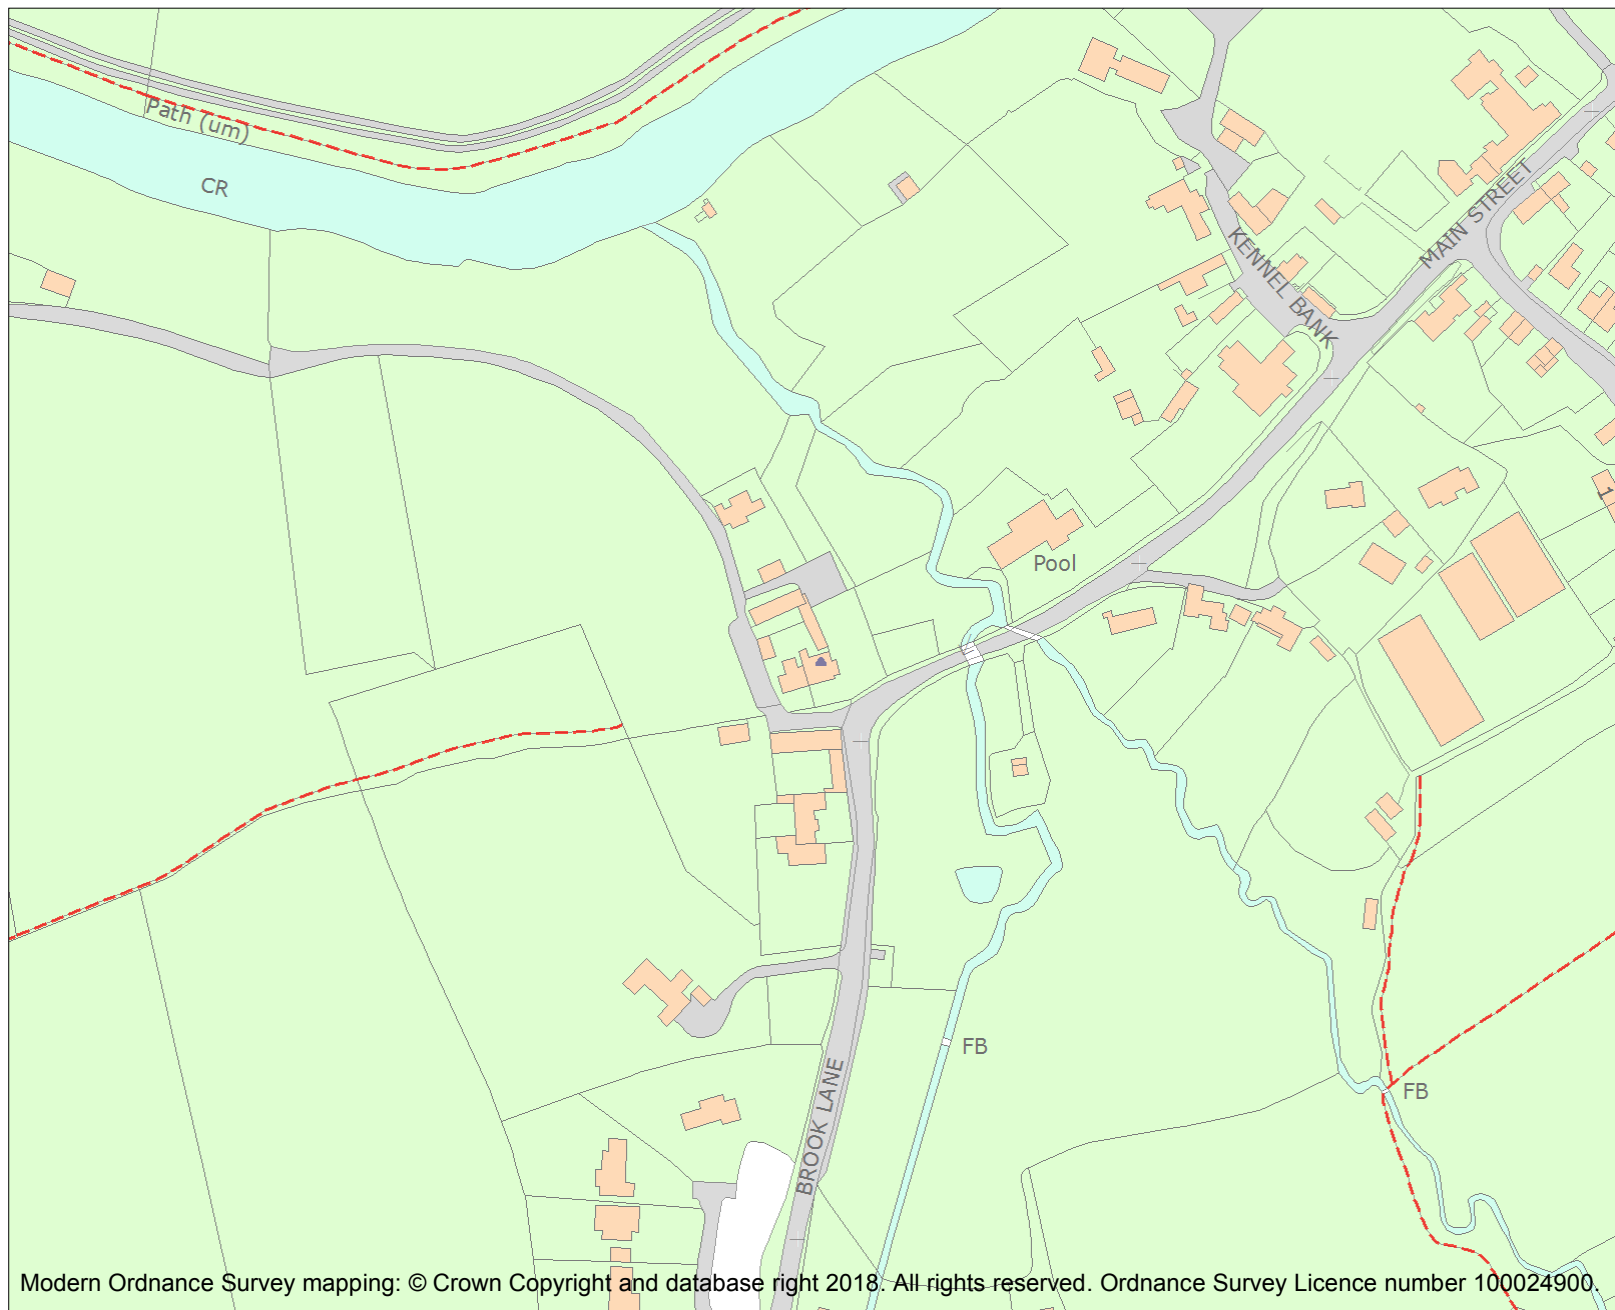 Path (um)
CR
MAIN STREET
KENNEL BANK
1
Pool
FB
FB
BROOK LANE
Modern Ordnance Survey mapping: © Crown Copyright and database right 2018. All rights reserved. Ordnance Survey Licence number 100024900.